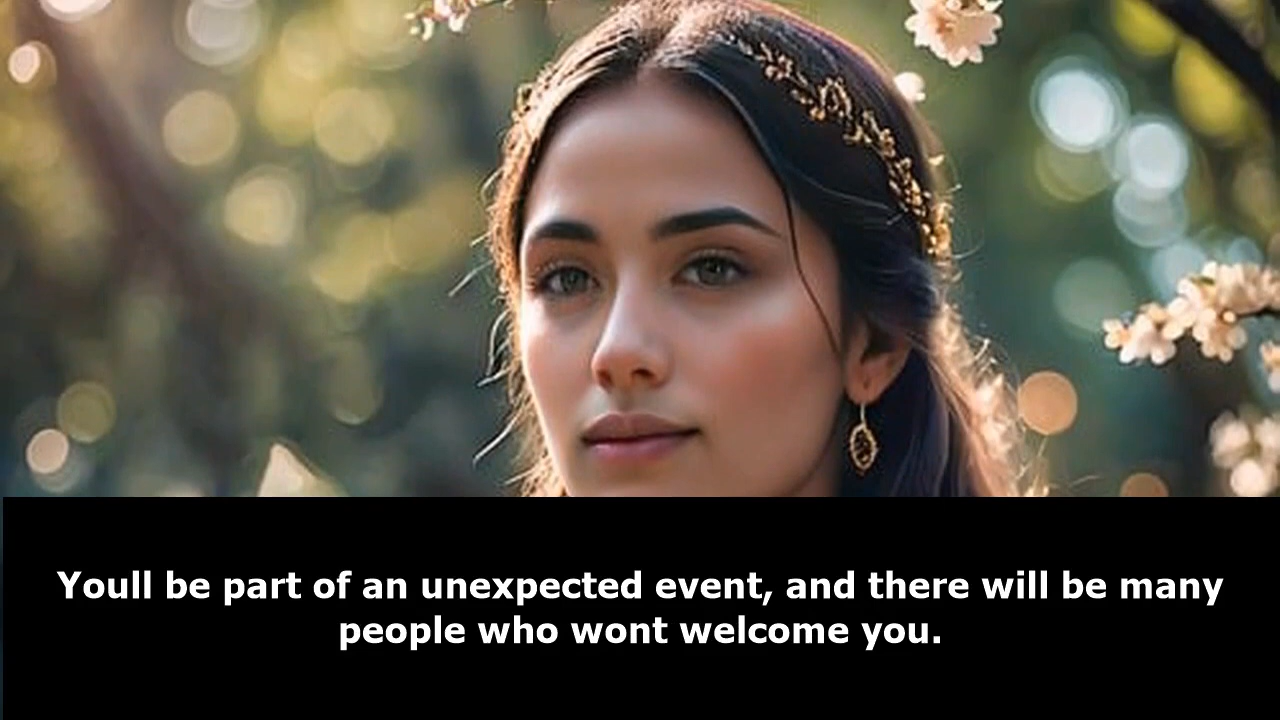 Youll be part of an unexpected event, and there will be many
people who wont welcome you.